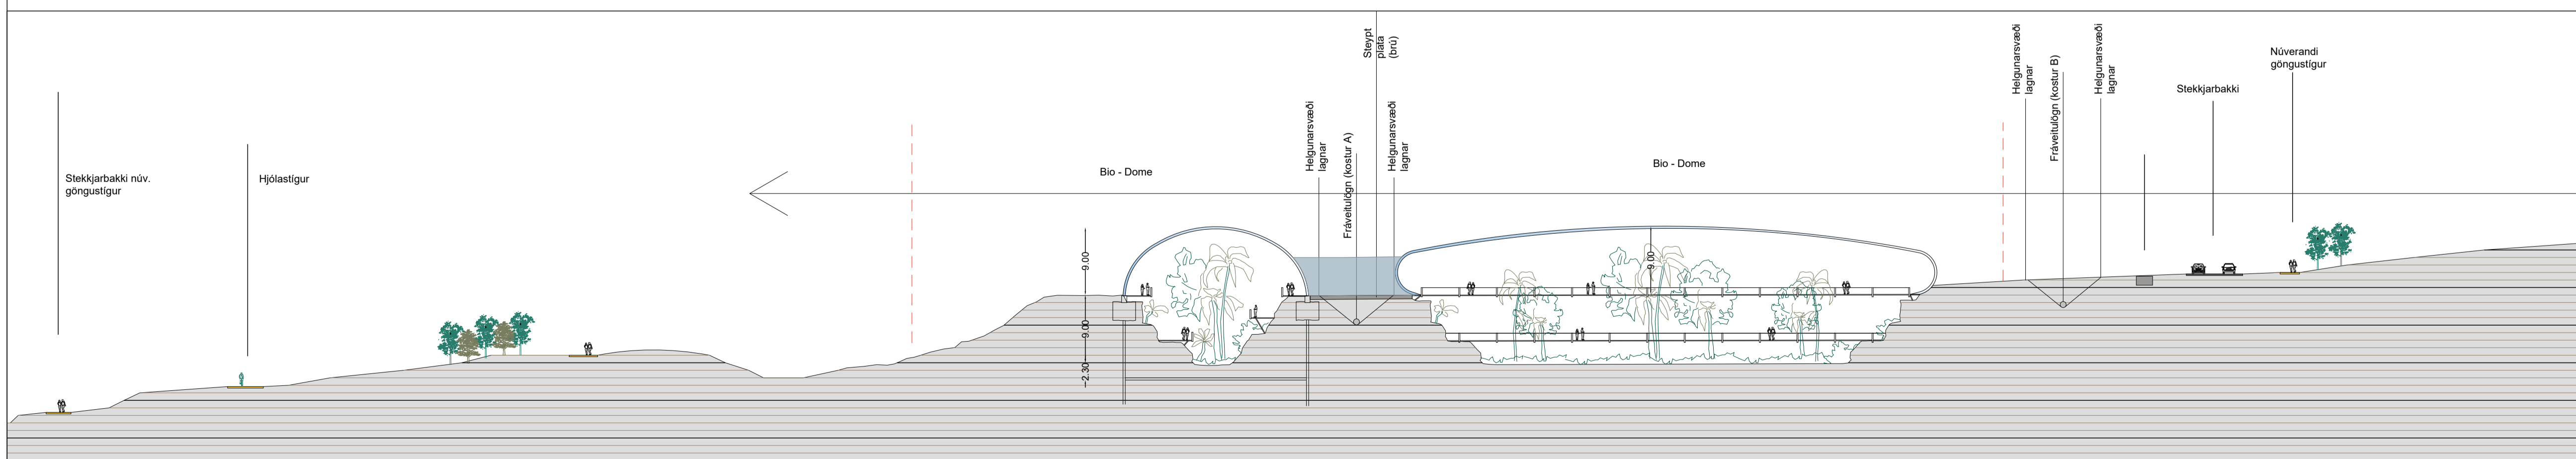 Stekkjarbakki núv.
göngustígur
Hjólastígur
Bio - Dome
9.00
9.00
2.30
Helgunarsvæði
lagnar
Fráveitulögn (kostur A)
Steypt
plata
(brú)
Helgunarsvæði
lagnar
Bio - Dome
9.00
Helgunarsvæði
lagnar
Fráveitulögn (kostur B)
Helgunarsvæði
lagnar
Stekkjarbakki
Núverandi
göngustígur